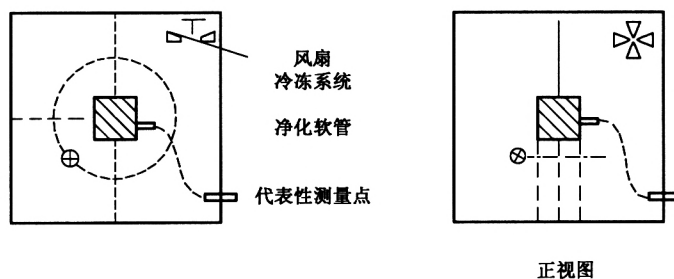 风扇
冷冻系统
净化软管
代表性测量点
正视图